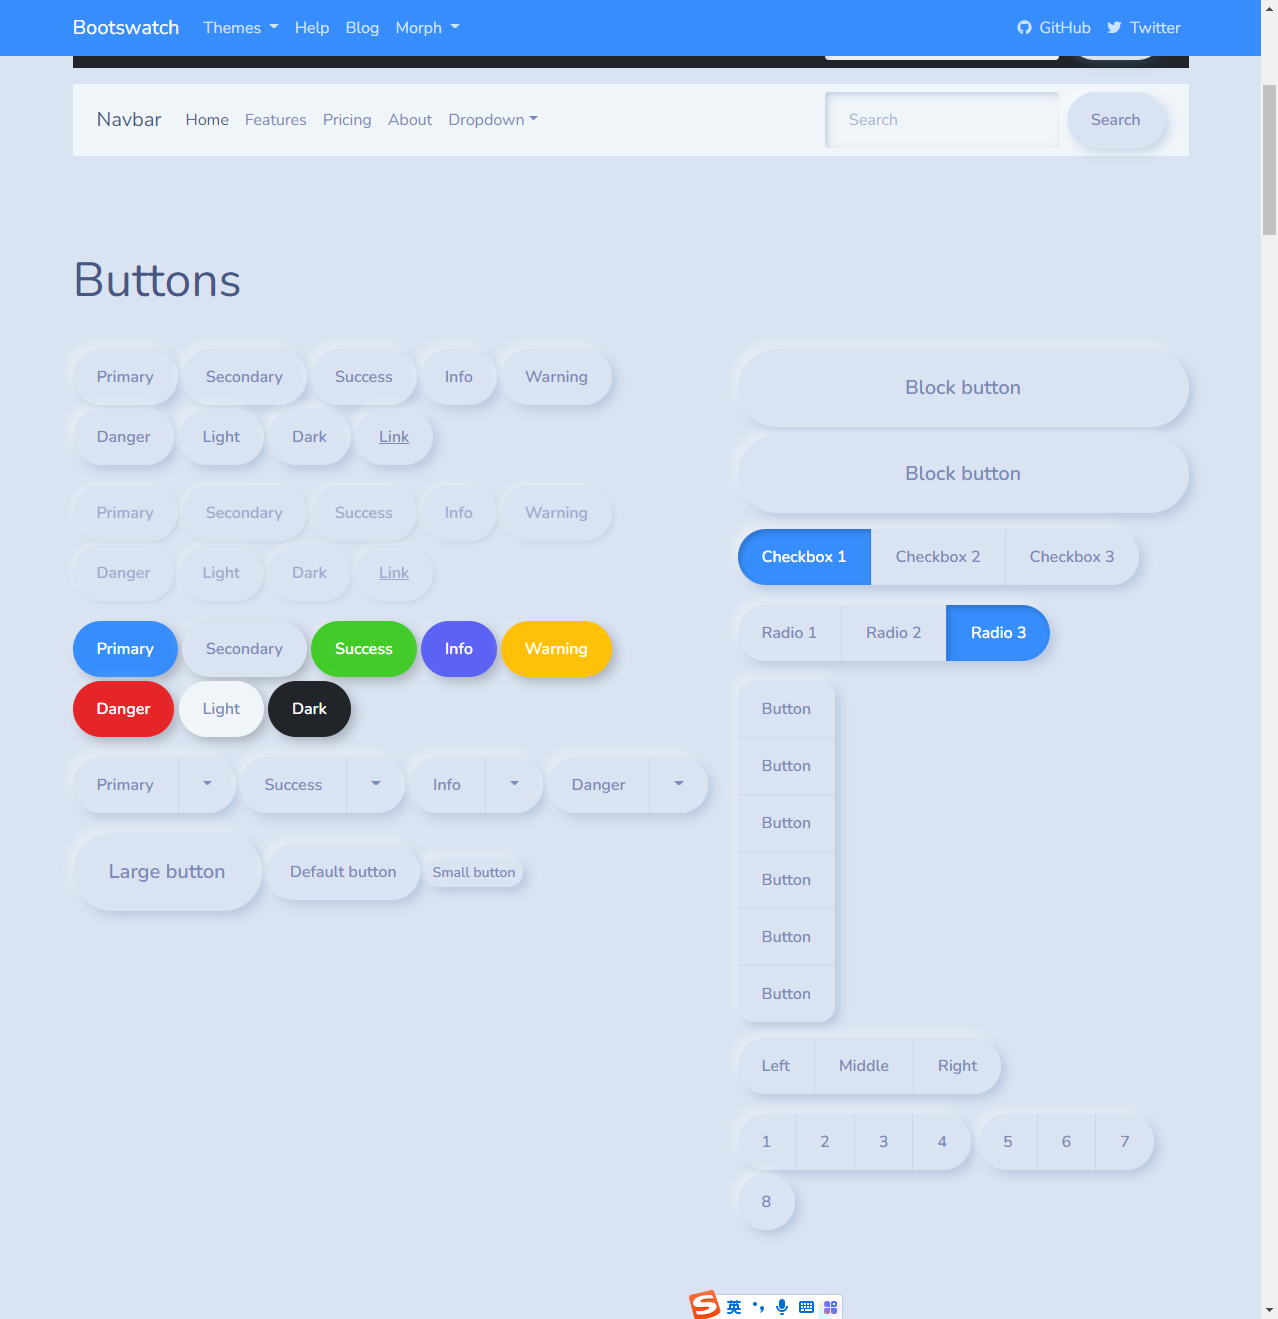 Bootswatch Themes Help Blog Morph GitHub Twitter
Navbar Home Features Pricing About Dropdown Search Search
Buttons
Primary Secondary Success Info Warning
Danger Light Dark Link
Primary Secondary Success Info Warning
Danger Light Dark Link
Primary Secondary Success Info Warning
Danger Light Dark
Primary Success Info Danger
Large button Default button Small button
Block button
Block button
Checkbox 1 Checkbox 2 Checkbox 3
Radio 1 Radio 2 Radio 3
Button
Button
Button
Button
Button
Button
Left Middle Right
1 2 3 4 5 6 7
8
英